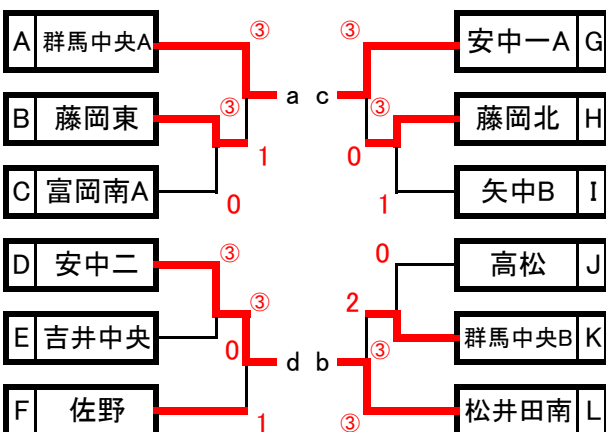 ③ ③
A 群馬中央A 安中一A G
a c
③ ③
B 藤岡東 藤岡北 H
1 0
C 富岡南A 矢中B I
0 1
D 安中二 ③ 0 高松 J
③ 2
E 吉井中央 0 ③ 群馬中央B K
d b
F 佐野 1 ③ 松井田南 L